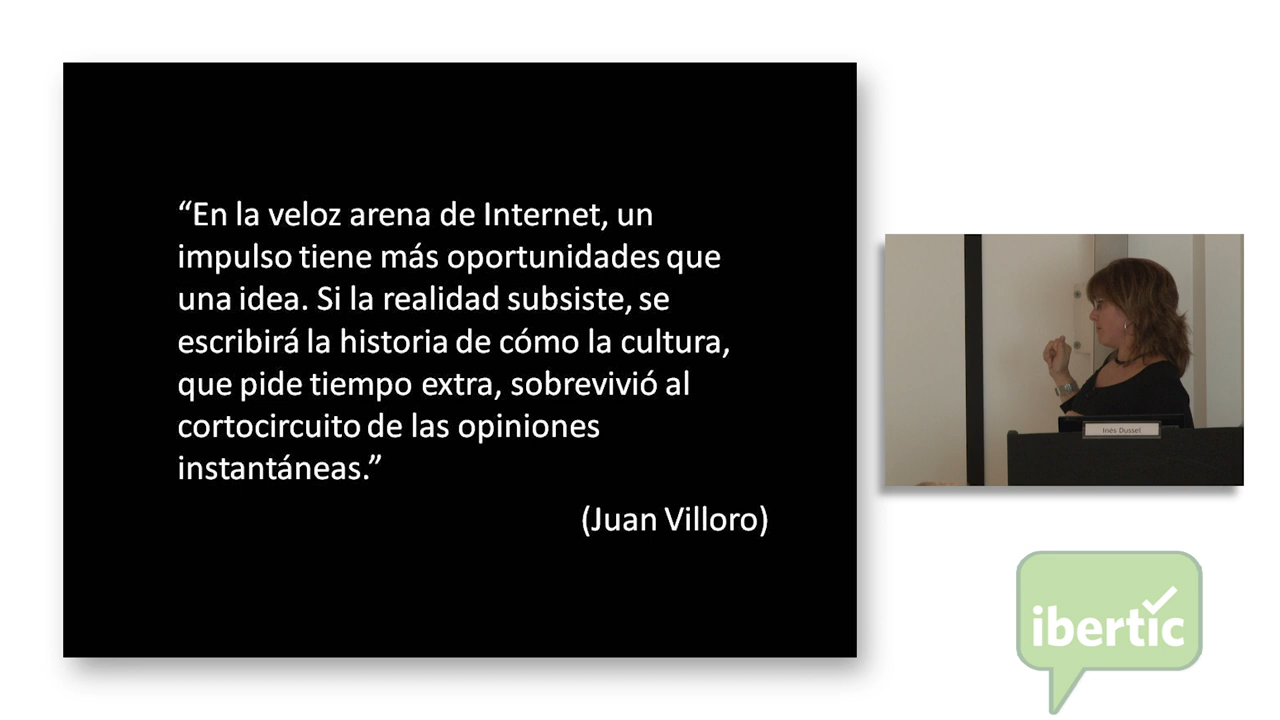 “En la veloz arena de Internet, un
impulso tiene más oportunidades que
una idea. Si la realidad subsiste, se
escribirá la historia de cómo la cultura,
que pide tiempo extra, sobrevivió al
cortocircuito de las opiniones
instantáneas.”
(Juan Villoro)
Inés Dussel
ibertic